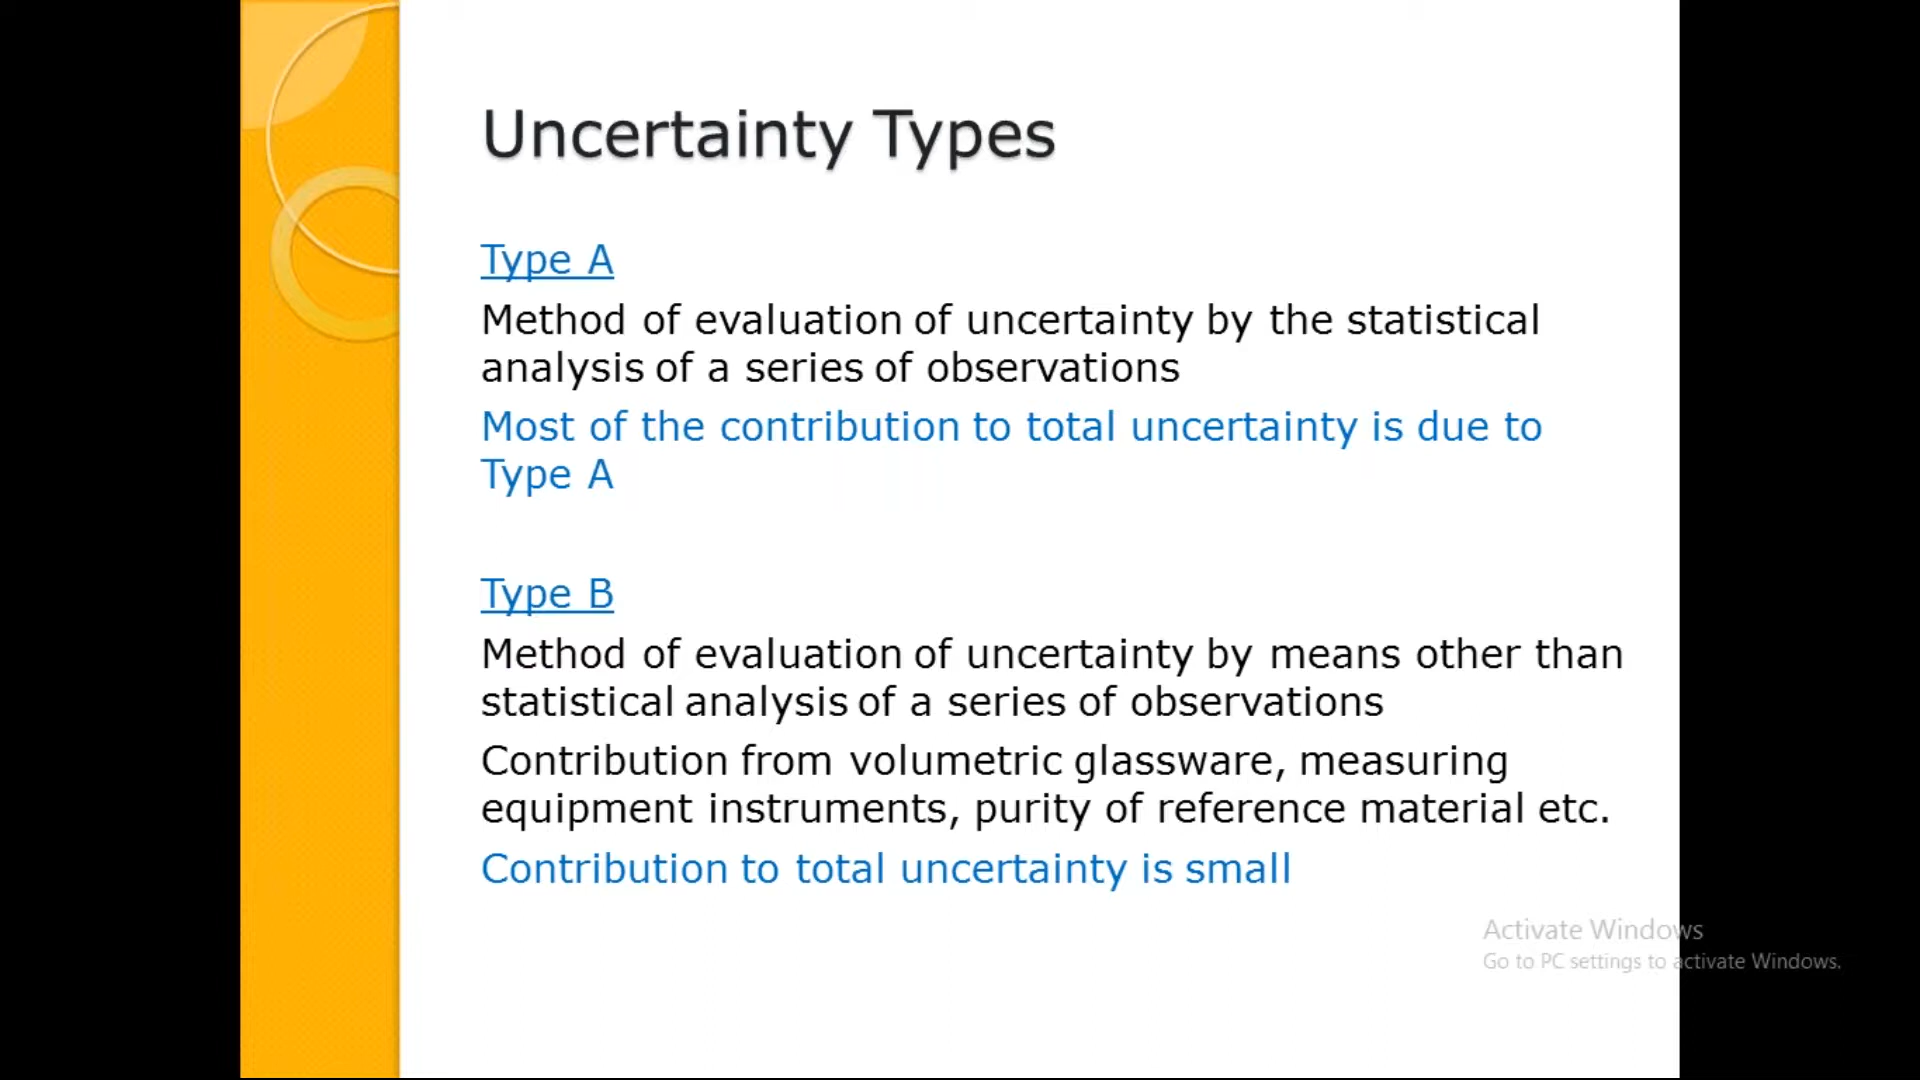 Uncertainty Types
Type A
Method of evaluation of uncertainty by the statistical
analysis of a series of observations
Most of the contribution to total uncertainty is due to
Type A
Type B
Method of evaluation of uncertainty by means other than
statistical analysis of a series of observations
Contribution from volumetric glassware, measuring
equipment instruments, purity of reference material etc.
Contribution to total uncertainty is small
Activate Windows
Go to PC settings to activate Windows.